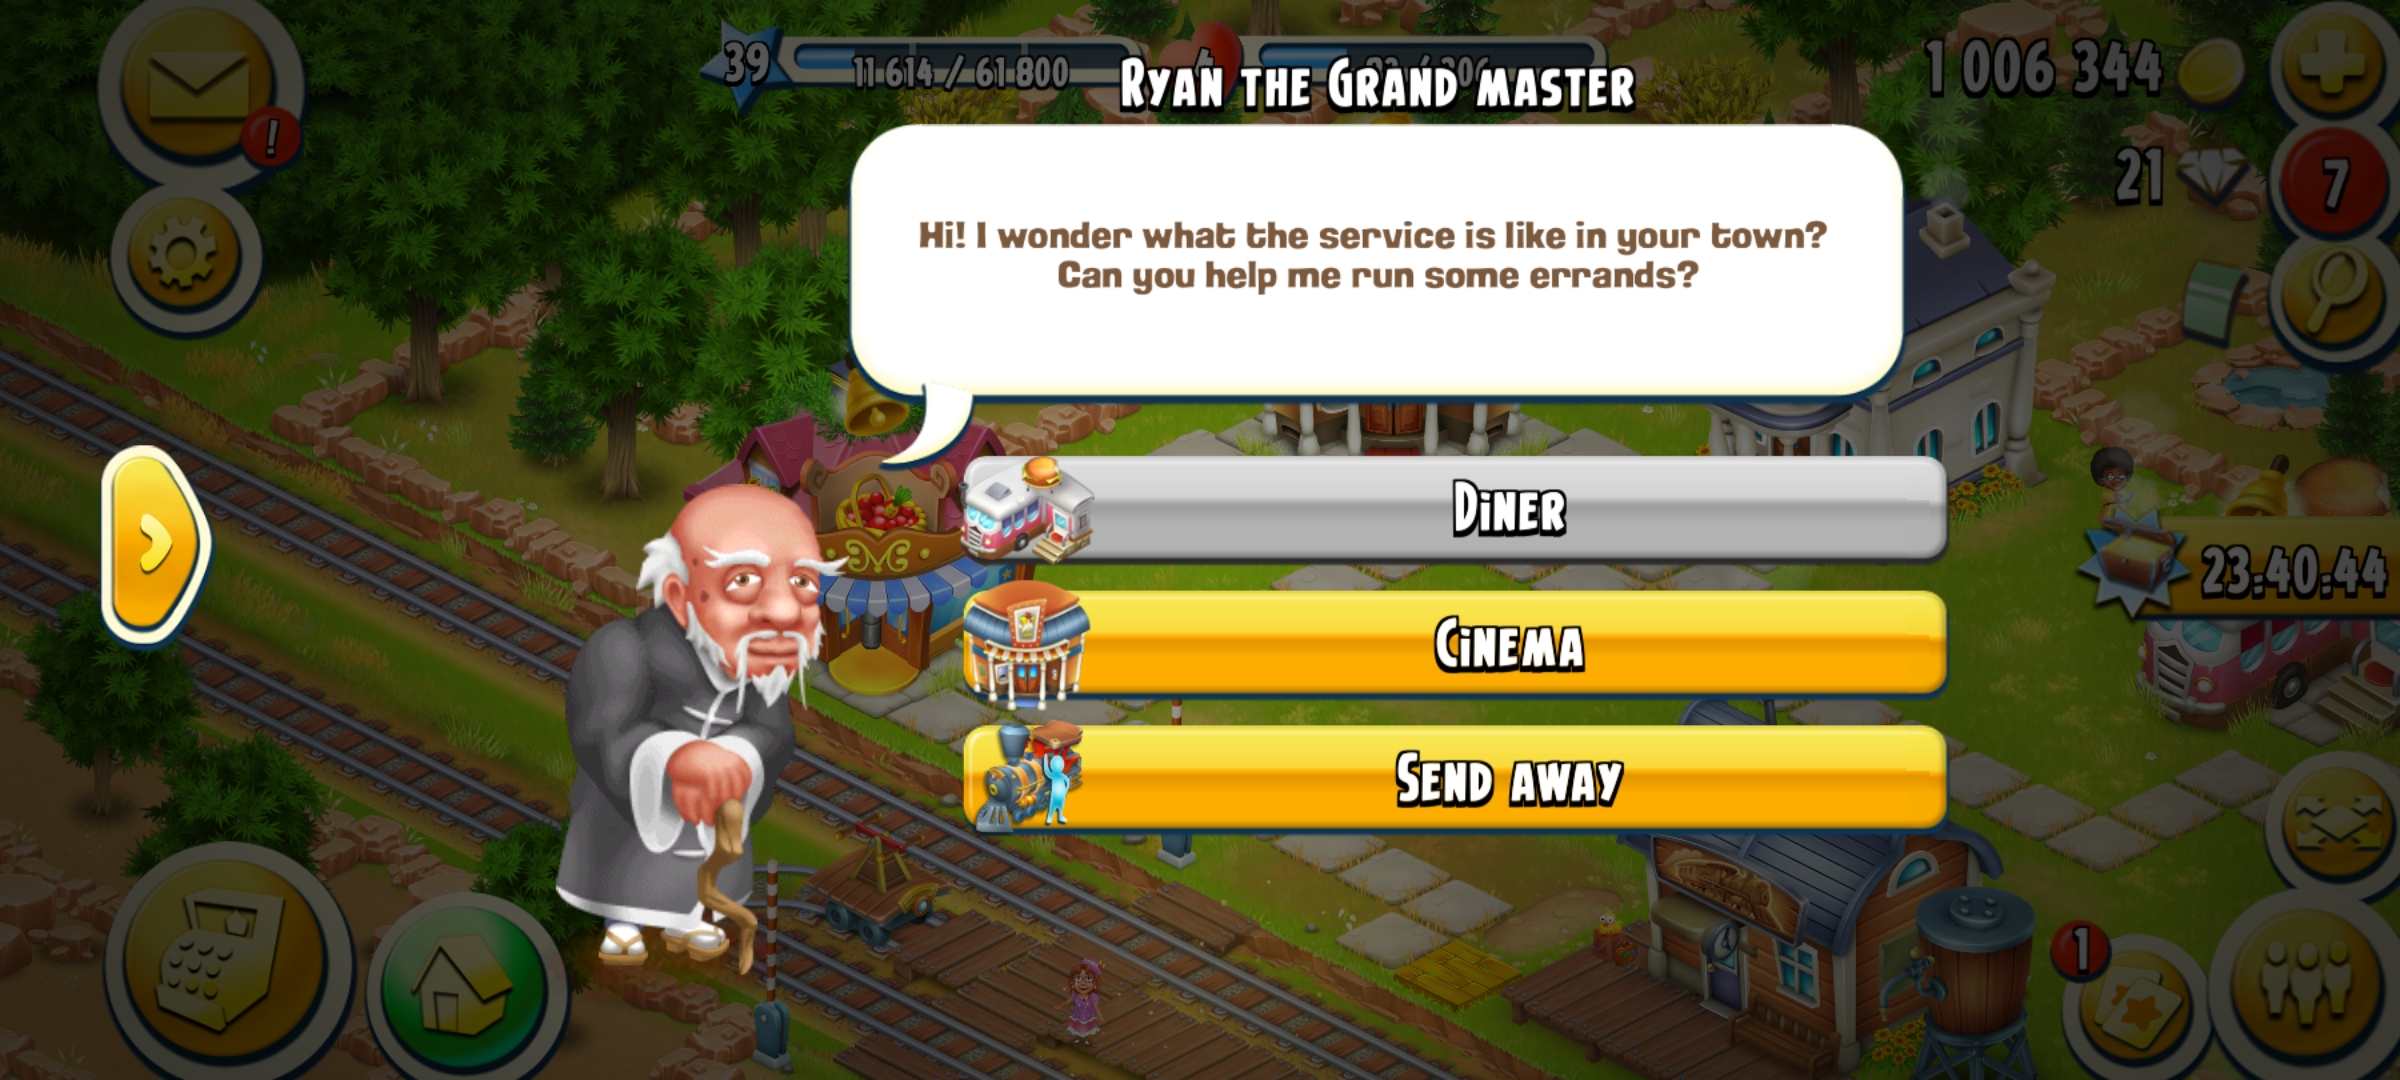 39
11 614 / 61 800
4
RYAN THE GRAND MASTER
1 006 344
!
21
7
Hi! I wonder what the service is like in your town?
Can you help me run some errands?
DINER
23:40:44
CINEMA
SEND AWAY
1